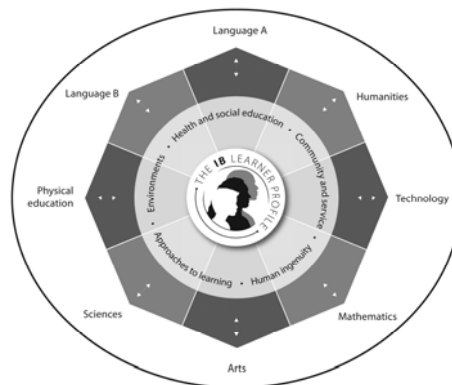 Language A
Humanities
Technology
Mathematics
Arts
Sciences
Physical
education
Language B
Health and social education
Community and service
Human ingenuity
Approaches to learning
Environments
THE IB LEARNER PROFILE